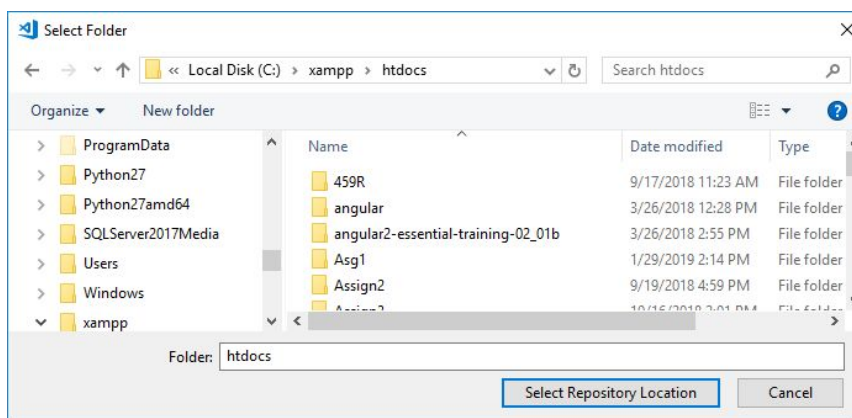 Select Folder
« Local Disk (C:) > xampp > htdocs
Search htdocs
Organize
New folder
Name
Date modified
Type
ProgramData
Python27
Python27amd64
SQLServer2017Media
Users
Windows
xampp
459R 9/17/2018 11:23 AM File folder
angular 3/26/2018 12:28 PM File folder
angular2-essential-training-02_01b 3/26/2018 2:55 PM File folder
Asg1 1/29/2019 2:14 PM File folder
Assign2 9/19/2018 4:59 PM File folder
Folder: htdocs
Select Repository Location
Cancel